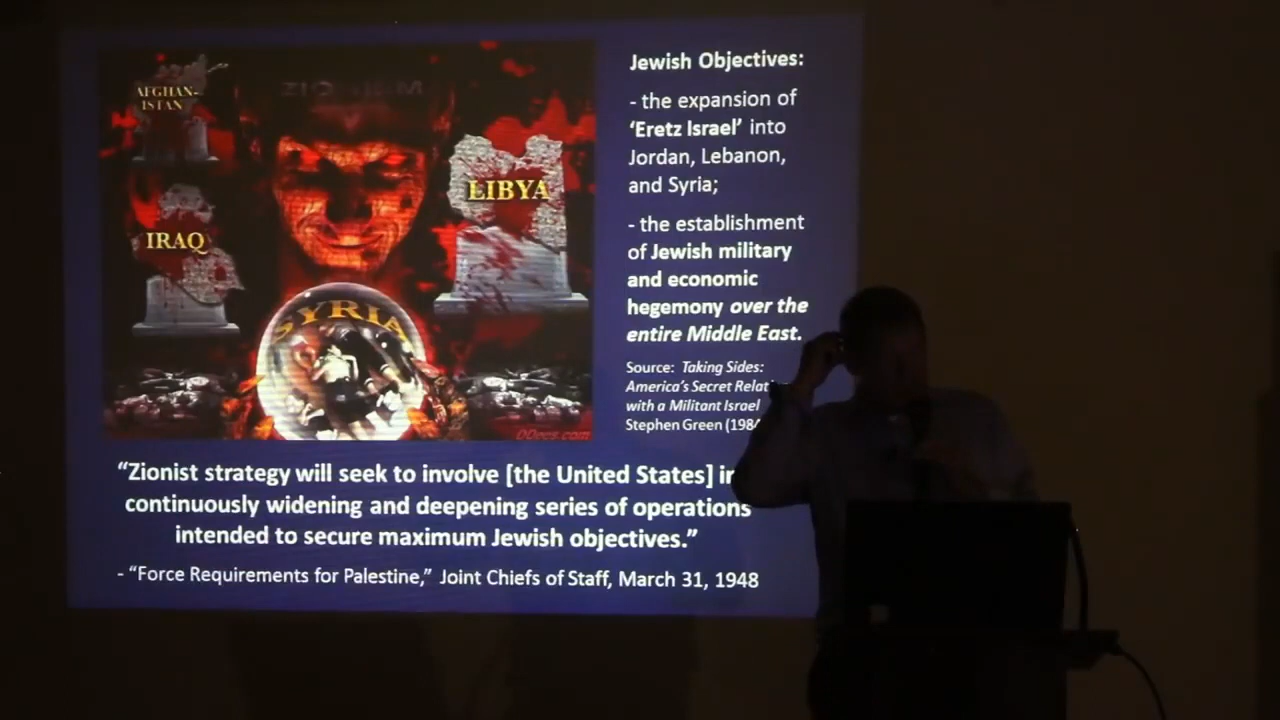 AFGHAN-
ISTAN
ZIONISM
IRAQ
LIBYA
SYRIA
Jewish Objectives:
- the expansion of
‘Eretz Israel’ into
Jordan, Lebanon,
and Syria;
- the establishment
of Jewish military
and economic
hegemony over the
entire Middle East.
Source: Taking Sides:
America's Secret Relat
with a Militant Israel
Stephen Green (1984
“Zionist strategy will seek to involve [the United States] in
continuously widening and deepening series of operations
intended to secure maximum Jewish objectives.”
- “Force Requirements for Palestine,” Joint Chiefs of Staff, March 31, 1948